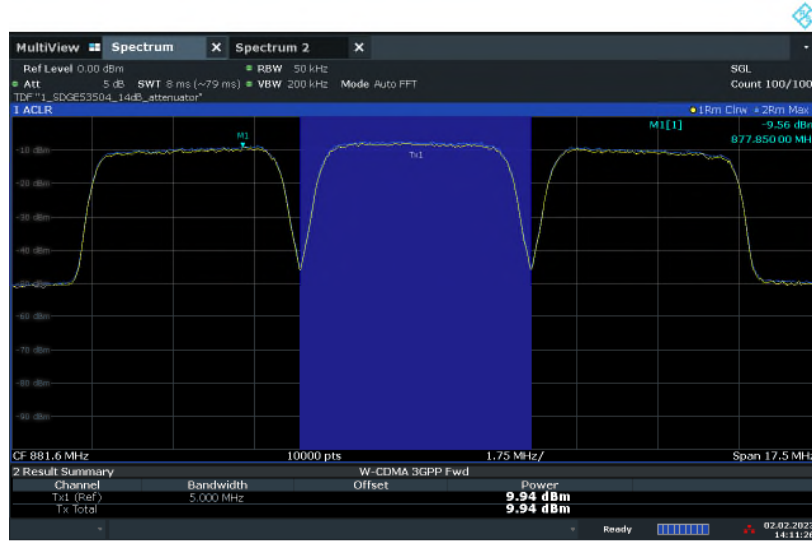 MultiView Spectrum X Spectrum 2 X
Ref Level 0.00 dBm RBW 50 kHz SGL
Att 5 dB SWT 8 ms (~79 ms) VBW 200 kHz Mode Auto FFT Count 100/100
TDF "1_SDGE53504_14dB_attenuator"
1 ACLR 1Rm Clrw 2Rm Max
M1[1] -9.56 dBm
877.85000 MH
M1
Tx1
-10 dBm
-20 dBm
-30 dBm
-40 dBm
-60 dBm
-70 dBm
-80 dBm
-90 dBm
CF 881.6 MHz 10000 pts 1.75 MHz/ Span 17.5 MHz
2 Result Summary W-CDMA 3GPP Fwd
Channel Bandwidth Offset Power
Tx1 (Ref) 5.000 MHz 9.94 dBm
Tx Total 9.94 dBm
Ready 02.02.2023
14:11:26